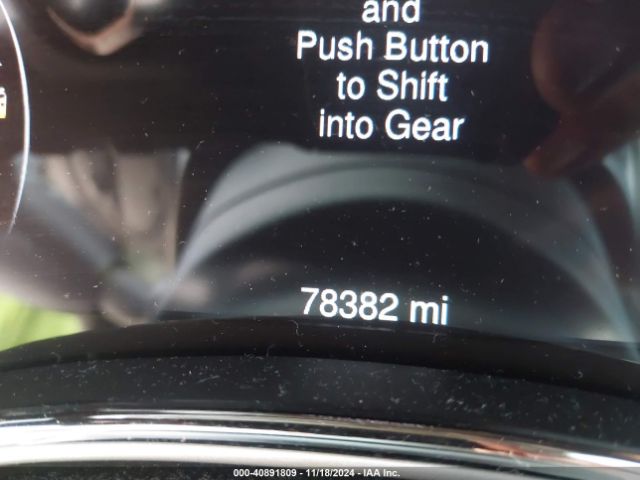 and
Push Button
to Shift
into Gear
78382 mi
000-40891809 - 11/18/2024 - IAA Inc.